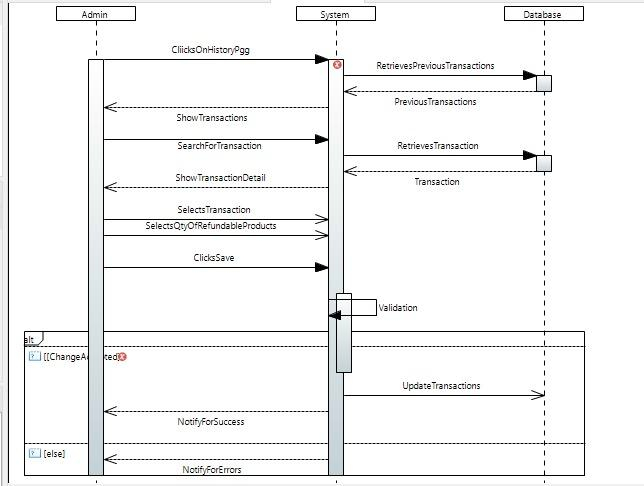 Admin
System
Database
CliicksOnHistoryPgg
RetrievesPreviousTransactions
PreviousTransactions
ShowTransactions
SearchForTransaction
RetrievesTransaction
ShowTransactionDetail
Transaction
SelectsTransaction
SelectsQtyOfRefundableProducts
ClicksSave
Validation
alt
UpdateTransactions
NotifyForSuccess
[else]
NotifyForErrors